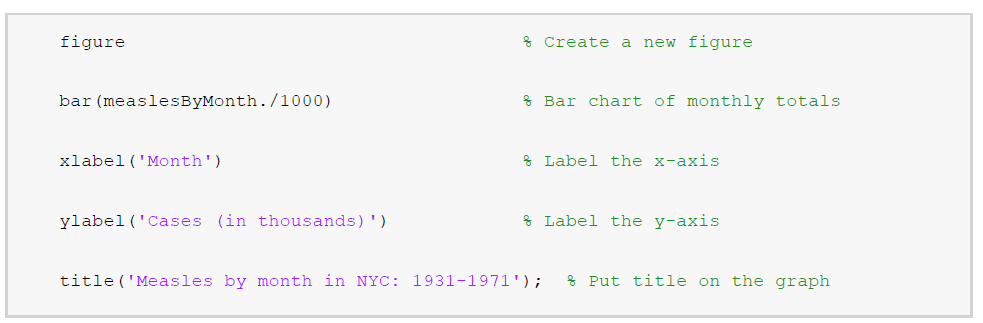 figure % Create a new figure
bar(measlesByMonth./1000) % Bar chart of monthly totals
xlabel('Month') % Label the x-axis
ylabel('Cases (in thousands)') % Label the y-axis
title('Measles by month in NYC: 1931-1971'); % Put title on the graph